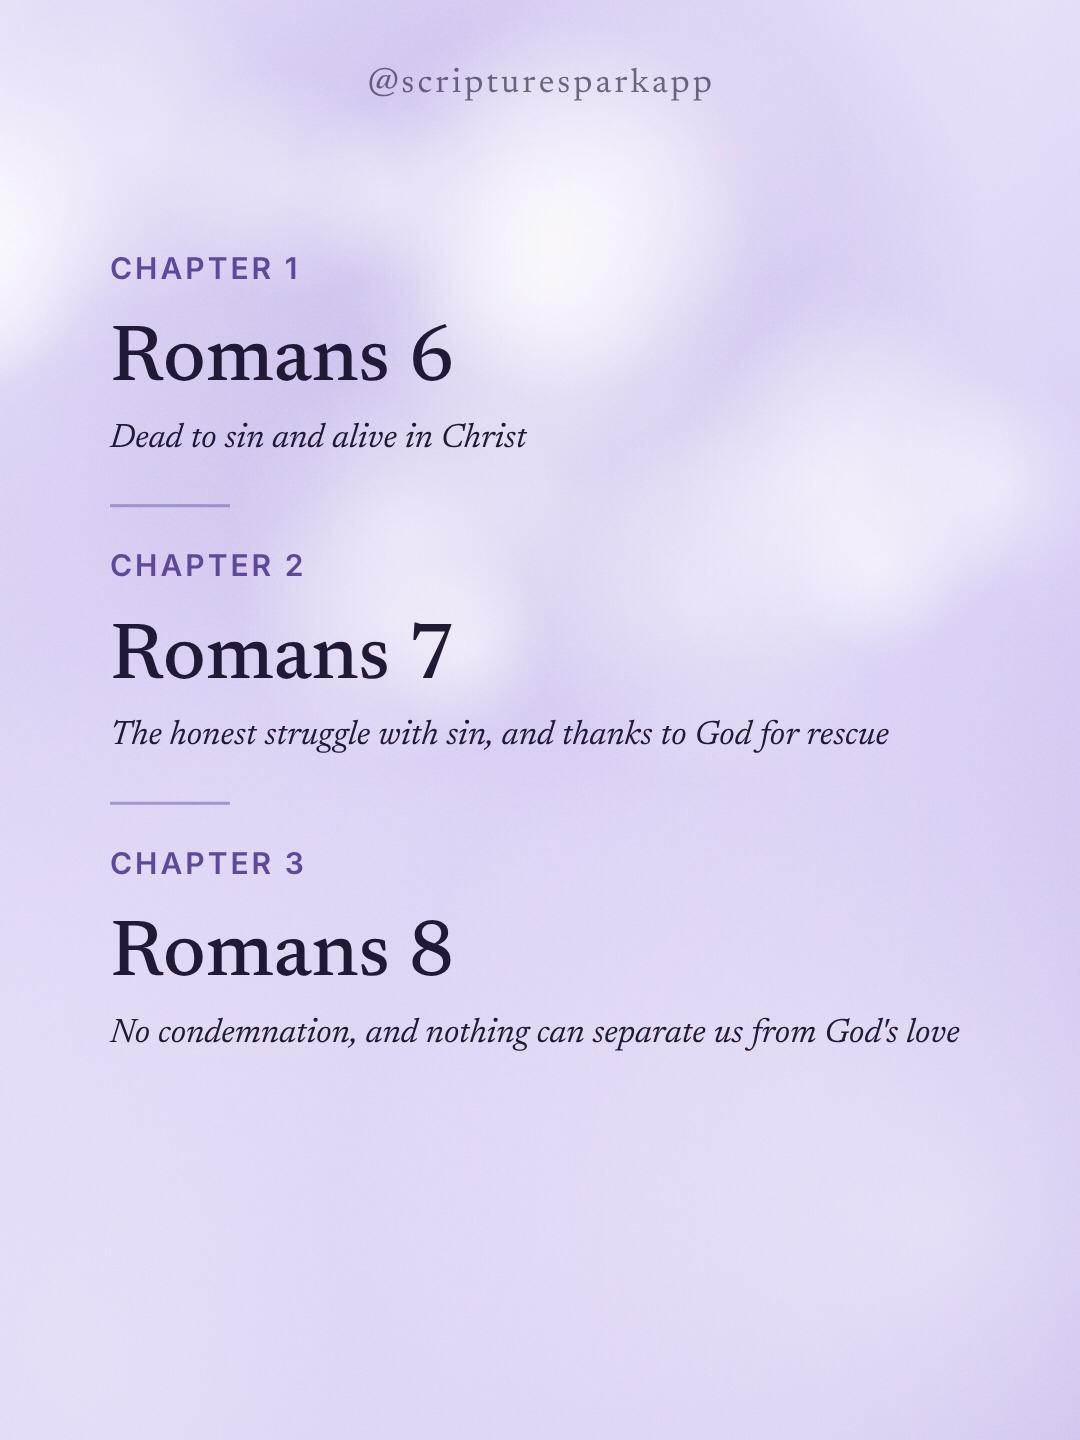 @scripturesparkapp
CHAPTER 1
Romans 6
Dead to sin and alive in Christ
CHAPTER 2
Romans 7
The honest struggle with sin, and thanks to God for rescue
CHAPTER 3
Romans 8
No condemnation, and nothing can separate us from God's love